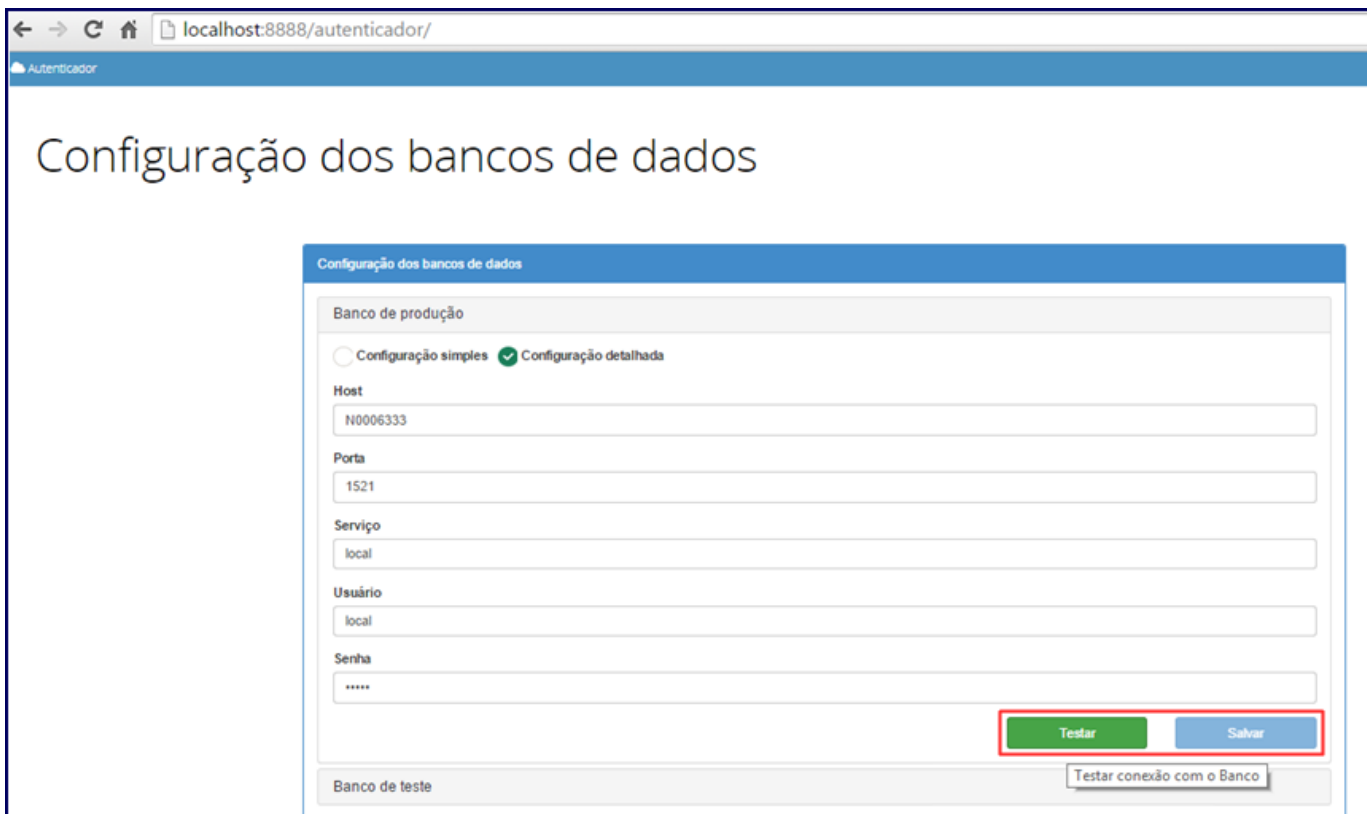 localhost:8888/autenticador/
Autenticador
Configuração dos bancos de dados
Configuração dos bancos de dados
Banco de produção
Configuração simples Configuração detalhada
Host
N0006333
Porta
1521
Serviço
local
Usuário
local
Senha
•••••
Testar Salvar
Testar conexão com o Banco
Banco de teste